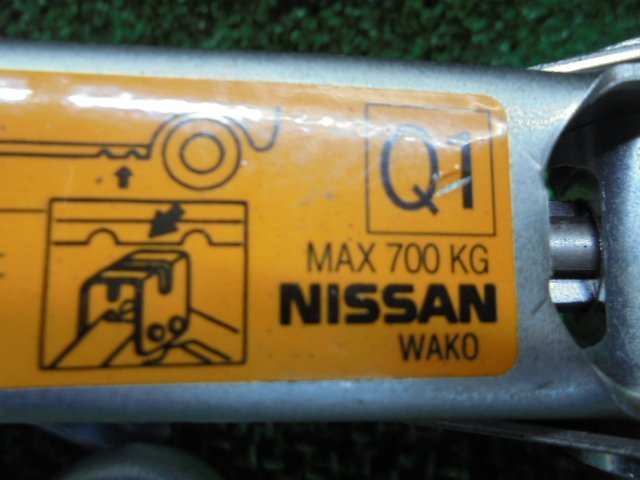 Q1
MAX 700 KG
NISSAN
WAKO